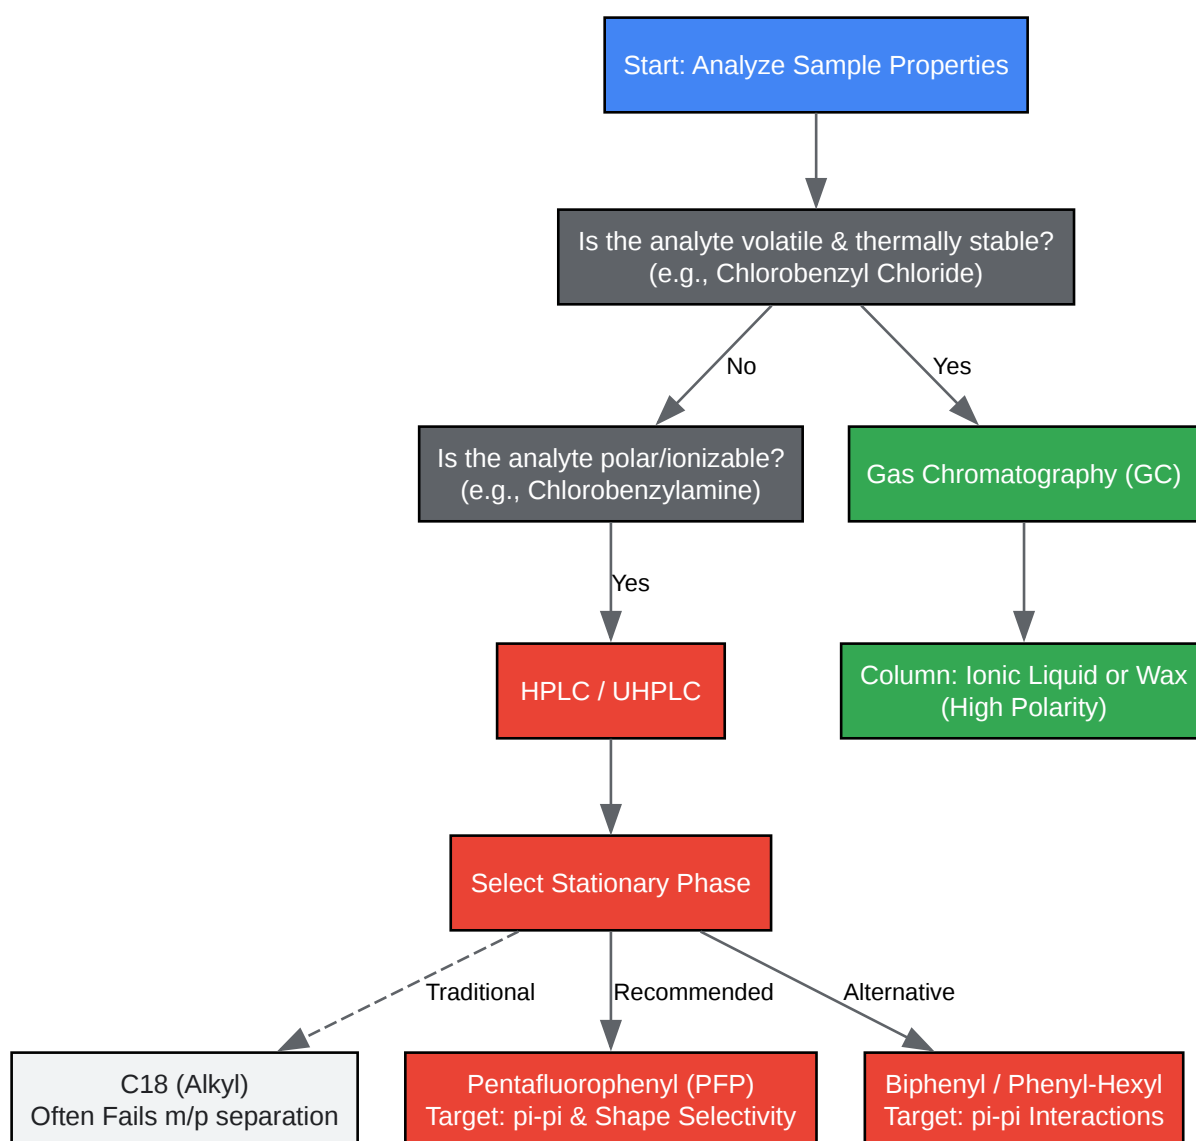 Start: Analyze Sample Properties
Is the analyte volatile & thermally stable?
(e.g., Chlorobenzyl Chloride)
No
Yes
Is the analyte polar/ionizable?
(e.g., Chlorobenzylamine)
Gas Chromatography (GC)
Yes
HPLC / UHPLC
Column: Ionic Liquid or Wax
(High Polarity)
Select Stationary Phase
Traditional
Recommended
Alternative
C18 (Alkyl)
Often Fails m/p separation
Pentafluorophenyl (PFP)
Target: pi-pi & Shape Selectivity
Biphenyl / Phenyl-Hexyl
Target: pi-pi Interactions